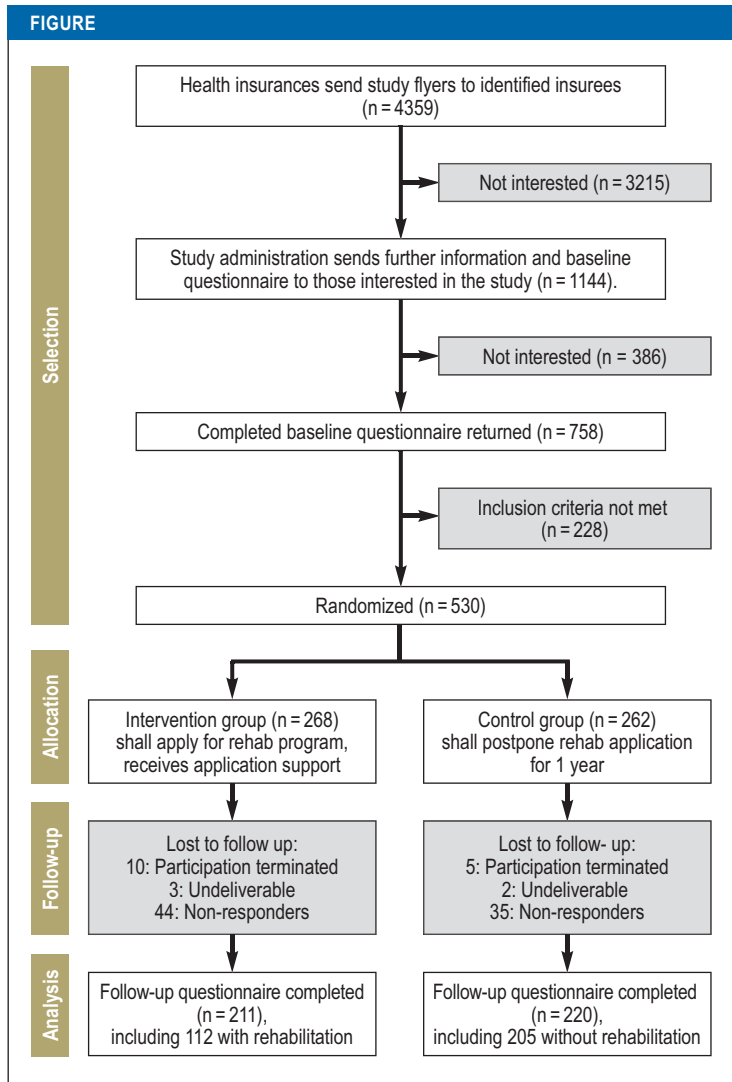 FIGURE
Selection
Health insurances send study flyers to identified insurees
(n = 4359)
Not interested (n = 3215)
Study administration sends further information and baseline
questionnaire to those interested in the study (n = 1144).
Not interested (n = 386)
Completed baseline questionnaire returned (n = 758)
Inclusion criteria not met
(n = 228)
Randomized (n = 530)
Allocation
Intervention group (n = 268)
shall apply for rehab program,
receives application support
Control group (n = 262)
shall postpone rehab application
for 1 year
Follow-up
Lost to follow up:
10: Participation terminated
3: Undeliverable
44: Non-responders
Lost to follow- up:
5: Participation terminated
2: Undeliverable
35: Non-responders
Analysis
Follow-up questionnaire completed
(n = 211),
including 112 with rehabilitation
Follow-up questionnaire completed
(n = 220),
including 205 without rehabilitation